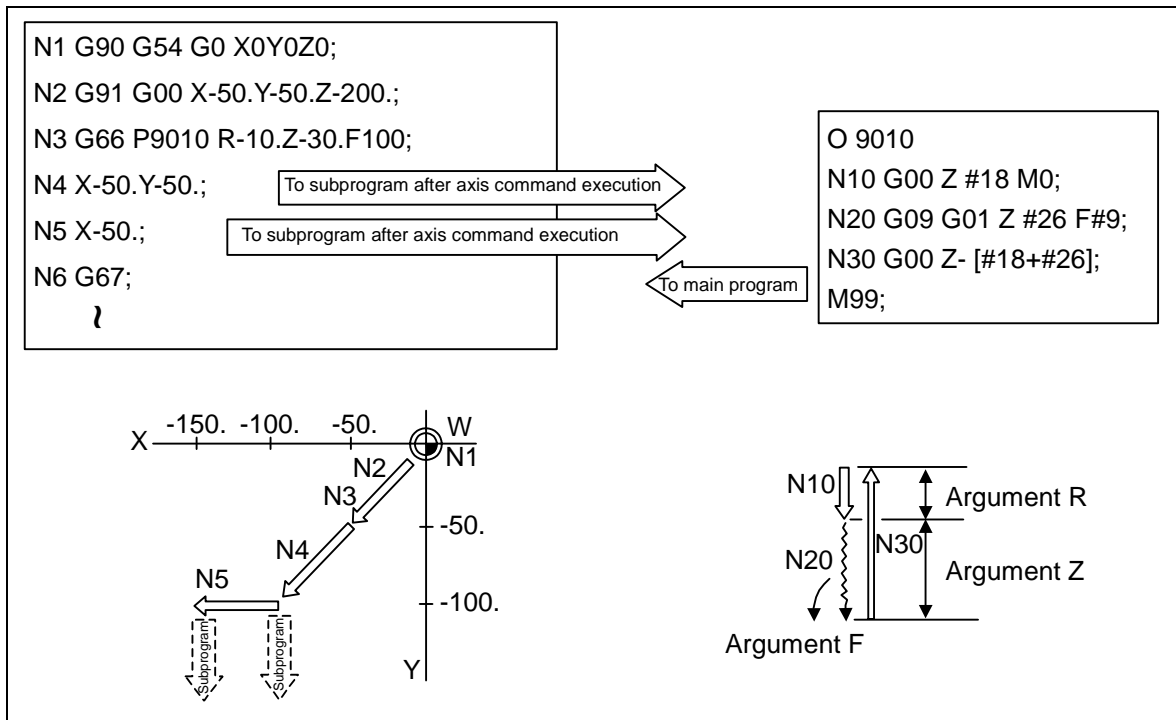 N1 G90 G54 G0 X0Y0Z0;
N2 G91 G00 X-50.Y-50.Z-200.;
N3 G66 P9010 R-10.Z-30.F100;
N4 X-50.Y-50.;
N5 X-50.;
N6 G67;
~
To subprogram after axis command execution
To subprogram after axis command execution
To main program
O 9010
N10 G00 Z #18 M0;
N20 G09 G01 Z #26 F#9;
N30 G00 Z- [#18+#26];
M99;
X
-150. -100. -50.
W
N1
N2
N3
-50.
N4
N5
-100.
Subprogram
Subprogram
Y
N10
Argument R
N20
N30
Argument Z
Argument F